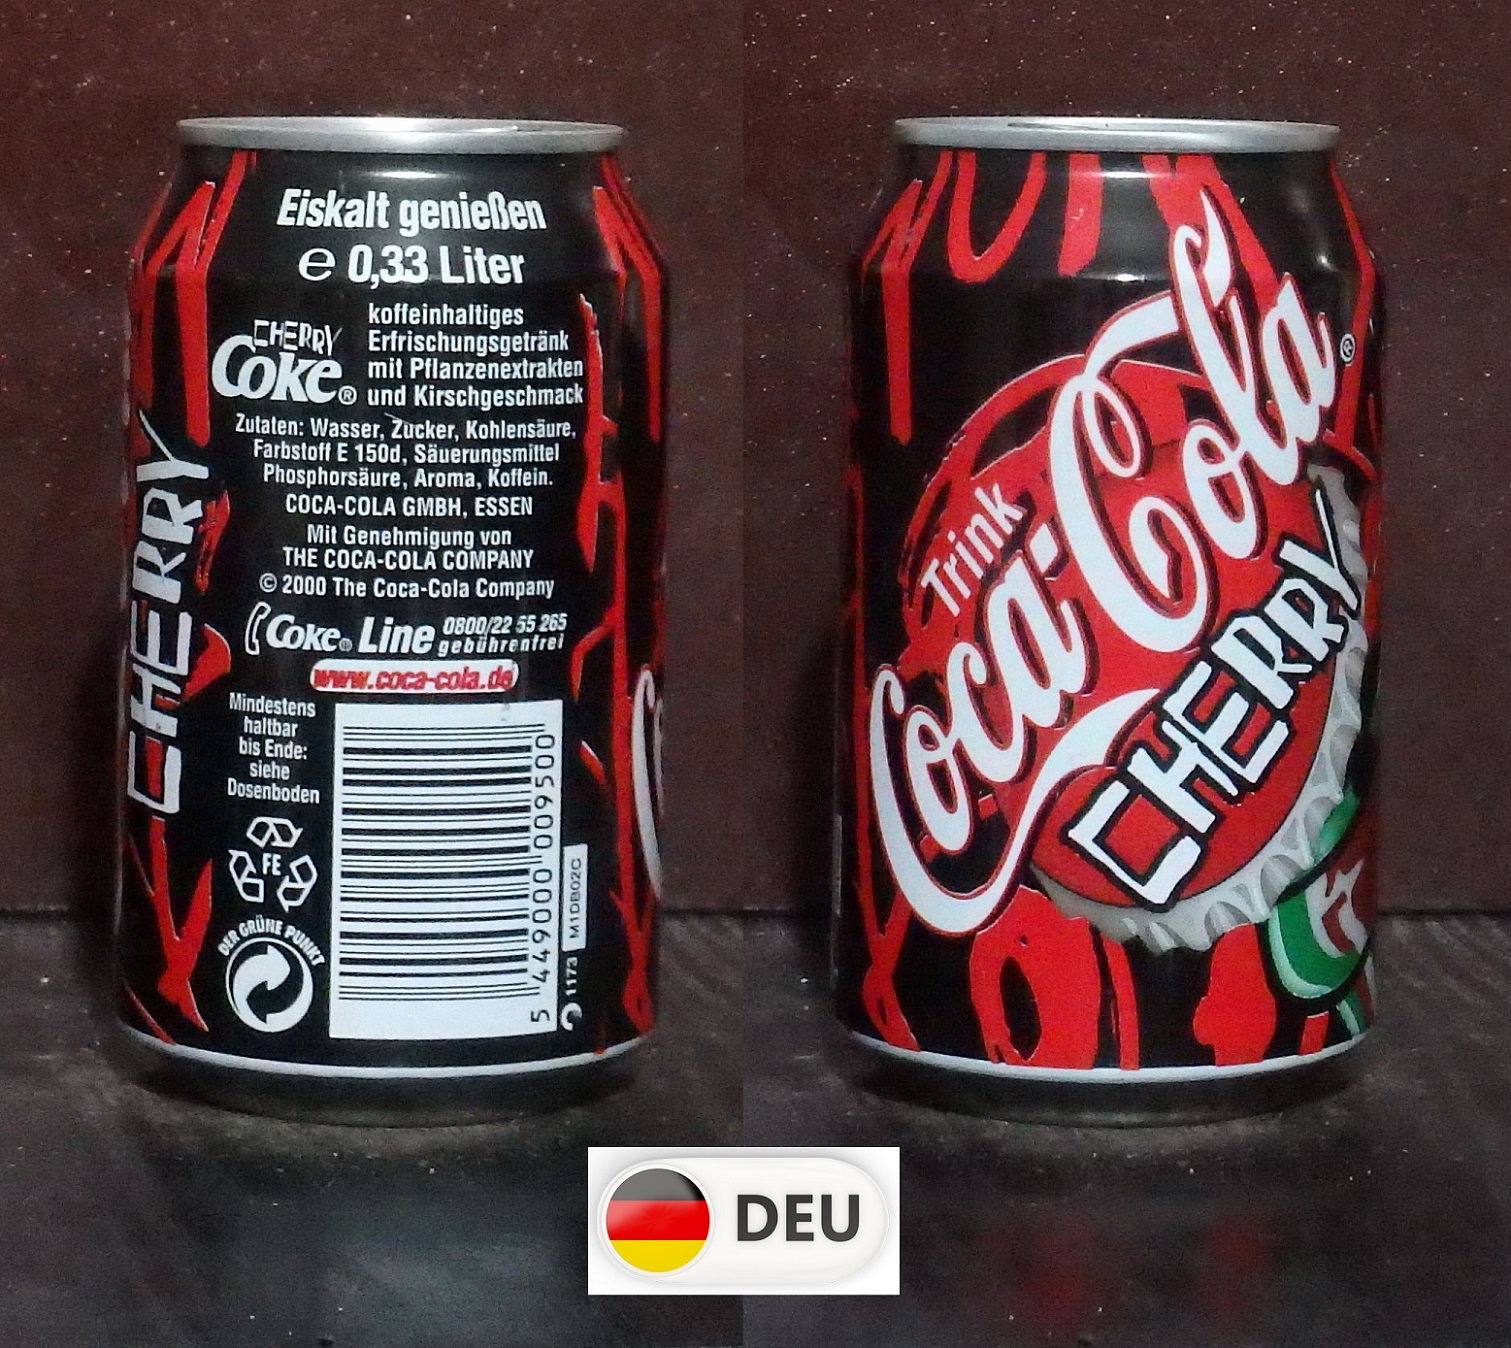 Eiskalt genießen
℮ 0,33 Liter
CHERRY
Coke®
koffeinhaltiges
Erfrischungsgetränk
mit Pflanzenextrakten
und Kirschgeschmack
Zutaten: Wasser, Zucker, Kohlensäure,
Farbstoff E 150d, Säuerungsmittel
Phosphorsäure, Aroma, Koffein.
COCA-COLA GMBH, ESSEN
Mit Genehmigung von
THE COCA-COLA COMPANY
© 2000 The Coca-Cola Company
Coke® Line 0800/22 55 265
gebührenfrei
www.coca-cola.de
Mindestens
haltbar
bis Ende:
siehe
Dosenboden
FE
DER GRÜNE PUNKT
5 449000 009500
1173 M1DB02C
CHERRY
Trink
Coca-Cola®
CHERRY
DEU